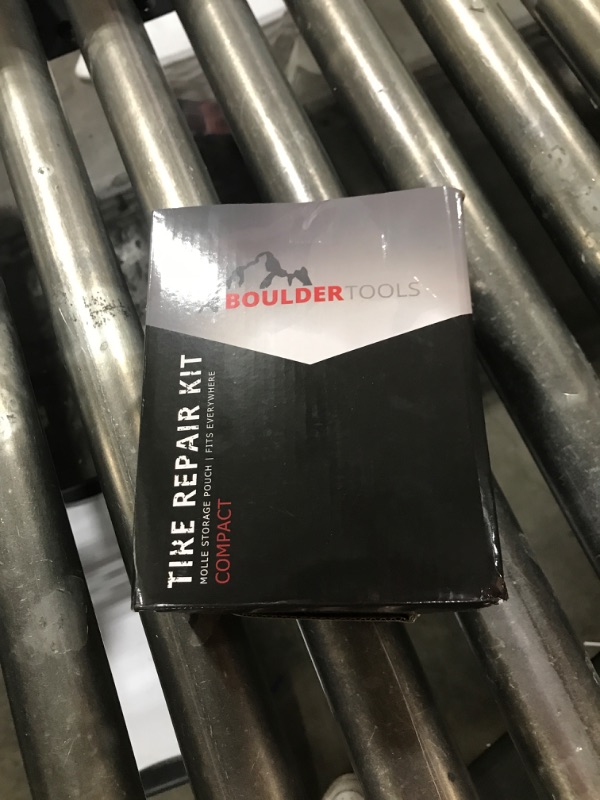 BOULDERTOOLS
TIRE REPAIR KIT
MOLLE STORAGE POUCH | FITS EVERYWHERE
COMPACT